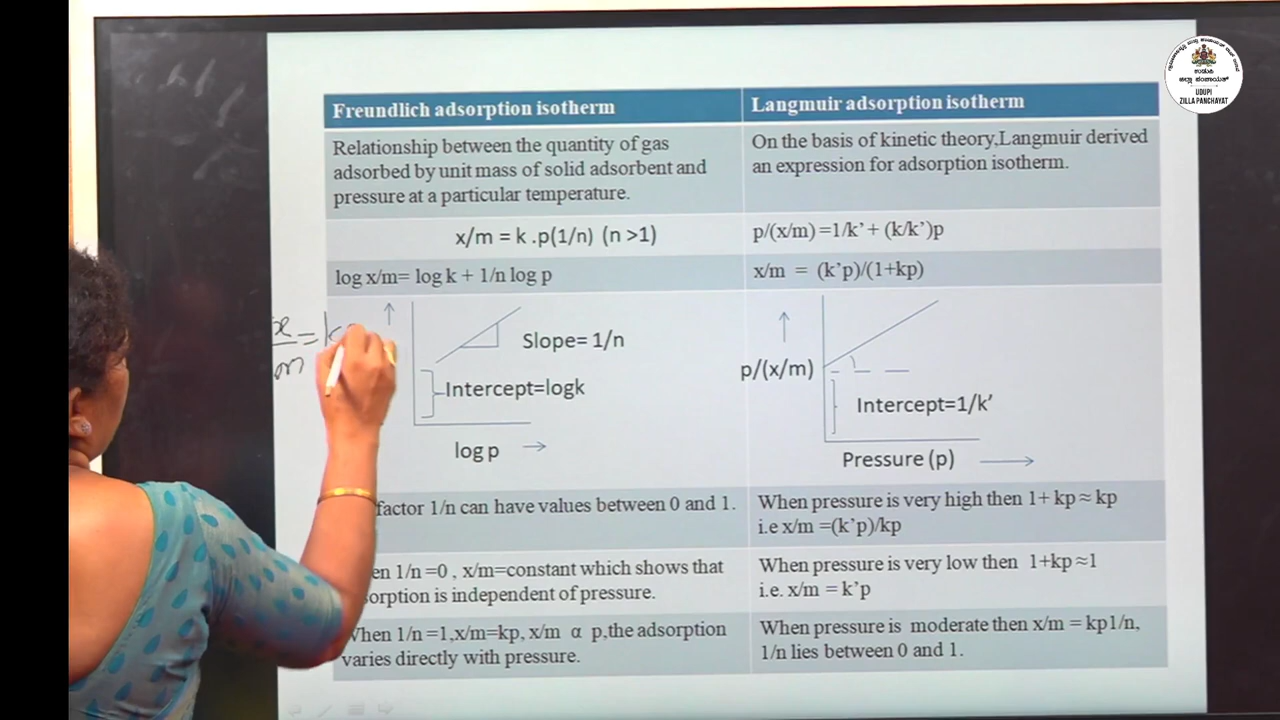 ಉಡುಪಿ
ಜಿಲ್ಲಾ ಪಂಚಾಯತ್
UDUPI
ZILLA PANCHAYAT
Freundlich adsorption isotherm
Langmuir adsorption isotherm
Relationship between the quantity of gas
adsorbed by unit mass of solid adsorbent and
pressure at a particular temperature.
On the basis of kinetic theory,Langmuir derived
an expression for adsorption isotherm.
x/m = k .p(1/n) (n >1)
p/(x/m) =1/k’ + (k/k’)p
log x/m= log k + 1/n log p
x/m = (k’p)/(1+kp)
x/m = k
Slope= 1/n
Intercept=logk
log p
p/(x/m)
Intercept=1/k’
Pressure (p)
factor 1/n can have values between 0 and 1.
When pressure is very high then 1+ kp ≈ kp
i.e x/m =(k’p)/kp
en 1/n =0 , x/m=constant which shows that
orption is independent of pressure.
When pressure is very low then 1+kp ≈1
i.e. x/m = k’p
When 1/n =1,x/m=kp, x/m α p,the adsorption
varies directly with pressure.
When pressure is moderate then x/m = kp1/n,
1/n lies between 0 and 1.